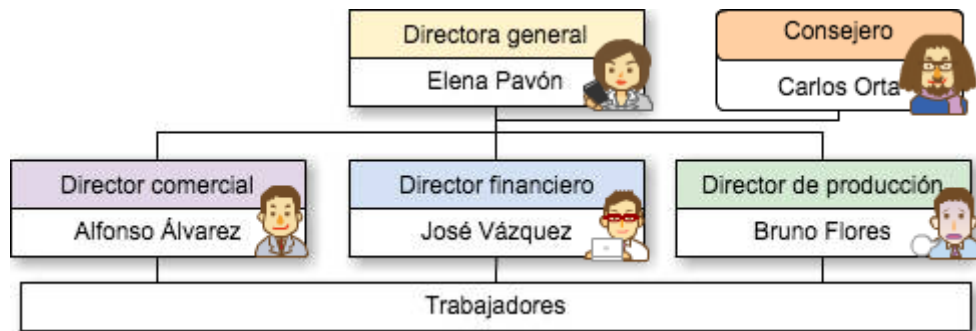 Directora general
Elena Pavón
Consejero
Carlos Orta
Director comercial
Alfonso Álvarez
Director financiero
José Vázquez
Director de producción
Bruno Flores
Trabajadores